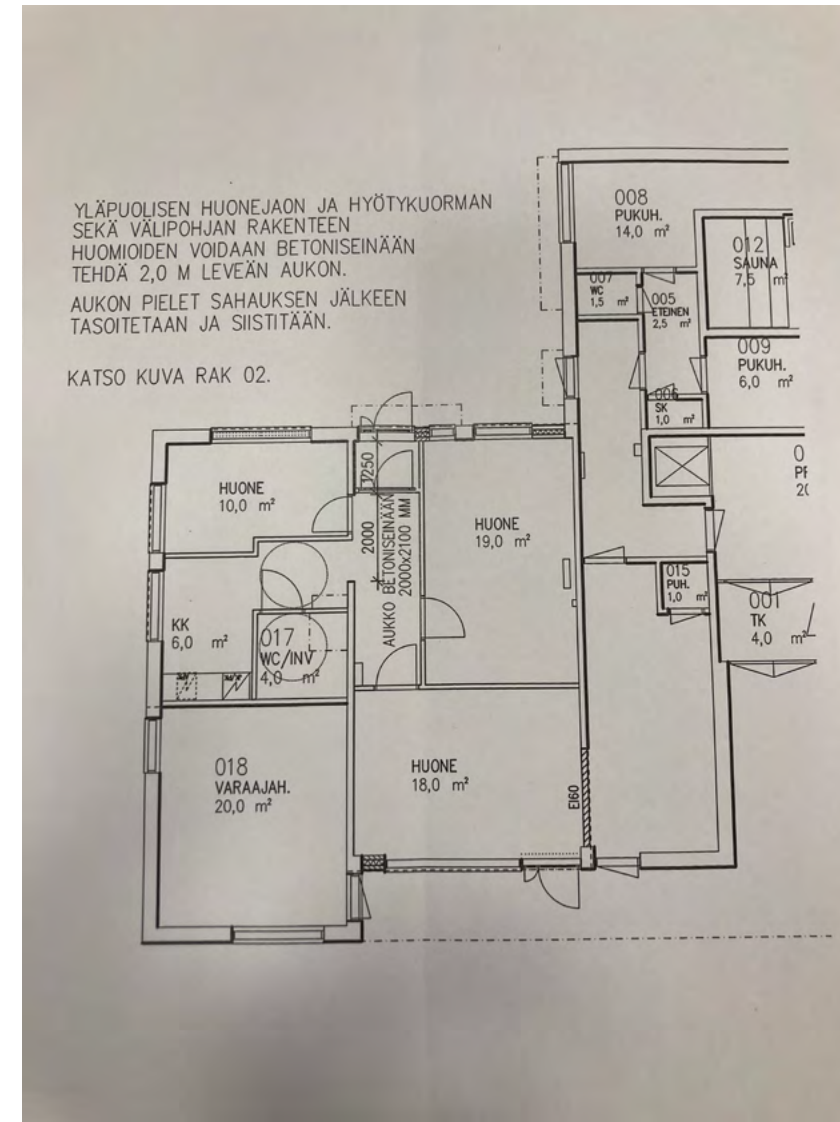 YLÄPUOLISEN HUONEJAON JA HYÖTYKUORMAN
SEKÄ VÄLIPOHJAN RAKENTEEN
HUOMIOIDEN VOIDAAN BETONISEINÄÄN
TEHDÄ 2,0 M LEVEÄN AUKON.
AUKON PIELET SAHAUKSEN JÄLKEEN
TASOITETAAN JA SIISTITÄÄN.
KATSO KUVA RAK 02.
008
PUKUH.
14,0 m²
012
SAUNA
7,5 m²
007
WC
1,5 m²
005
ETEINEN
2,5 m²
009
PUKUH.
6,0 m²
006
SK
1,0 m²
HUONE
10,0 m²
1250
2000
AUKKO BETONISEINÄÄN
2000x2100 MM
HUONE
19,0 m²
015
PUH.
1,0 m²
001
TK
4,0 m²
KK
6,0 m²
017
WC/INV
4,0 m²
018
VARAAJAH.
20,0 m²
HUONE
18,0 m²
EI60